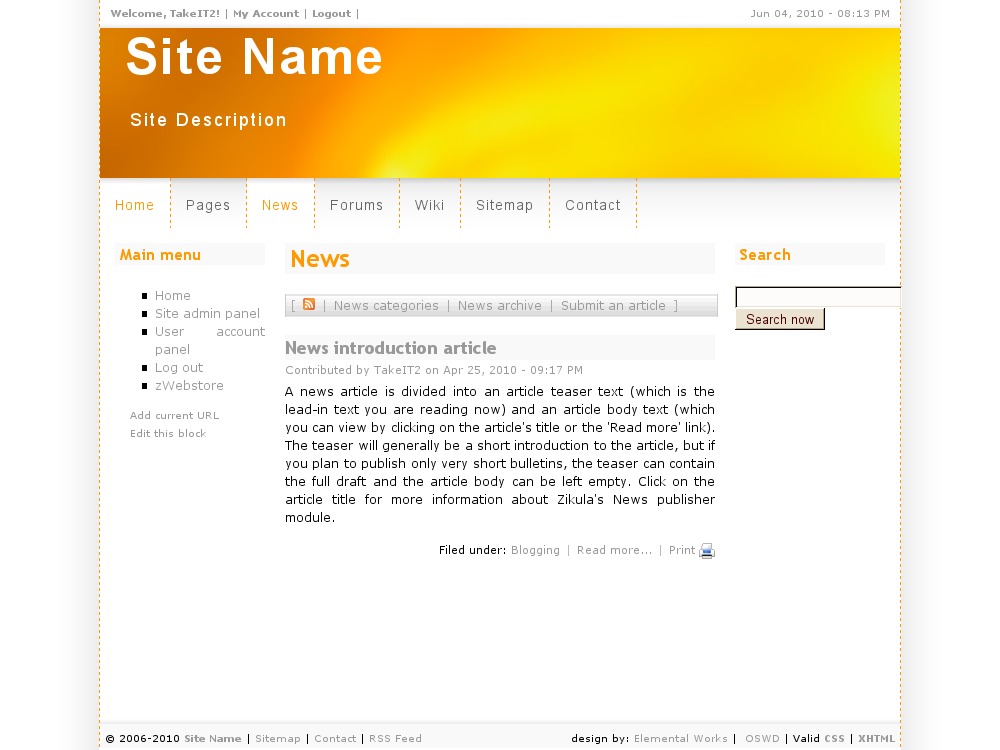 Welcome, TakeIT2! | My Account | Logout |
Jun 04, 2010 - 08:13 PM
Site Name
Site Description
Home
Pages
News
Forums
Wiki
Sitemap
Contact
Main menu
Home
Site admin panel
User account
panel
Log out
zWebstore
Add current URL
Edit this block
News
[ | News categories | News archive | Submit an article ]
News introduction article
Contributed by TakeIT2 on Apr 25, 2010 - 09:17 PM
A news article is divided into an article teaser text (which is the
lead-in text you are reading now) and an article body text (which
you can view by clicking on the article's title or the 'Read more' link).
The teaser will generally be a short introduction to the article, but if
you plan to publish only very short bulletins, the teaser can contain
the full draft and the article body can be left empty. Click on the
article title for more information about Zikula's News publisher
module.
Filed under: Blogging | Read more... | Print
Search
Search now
© 2006-2010 Site Name | Sitemap | Contact | RSS Feed
design by: Elemental Works | OSWD | Valid CSS | XHTML